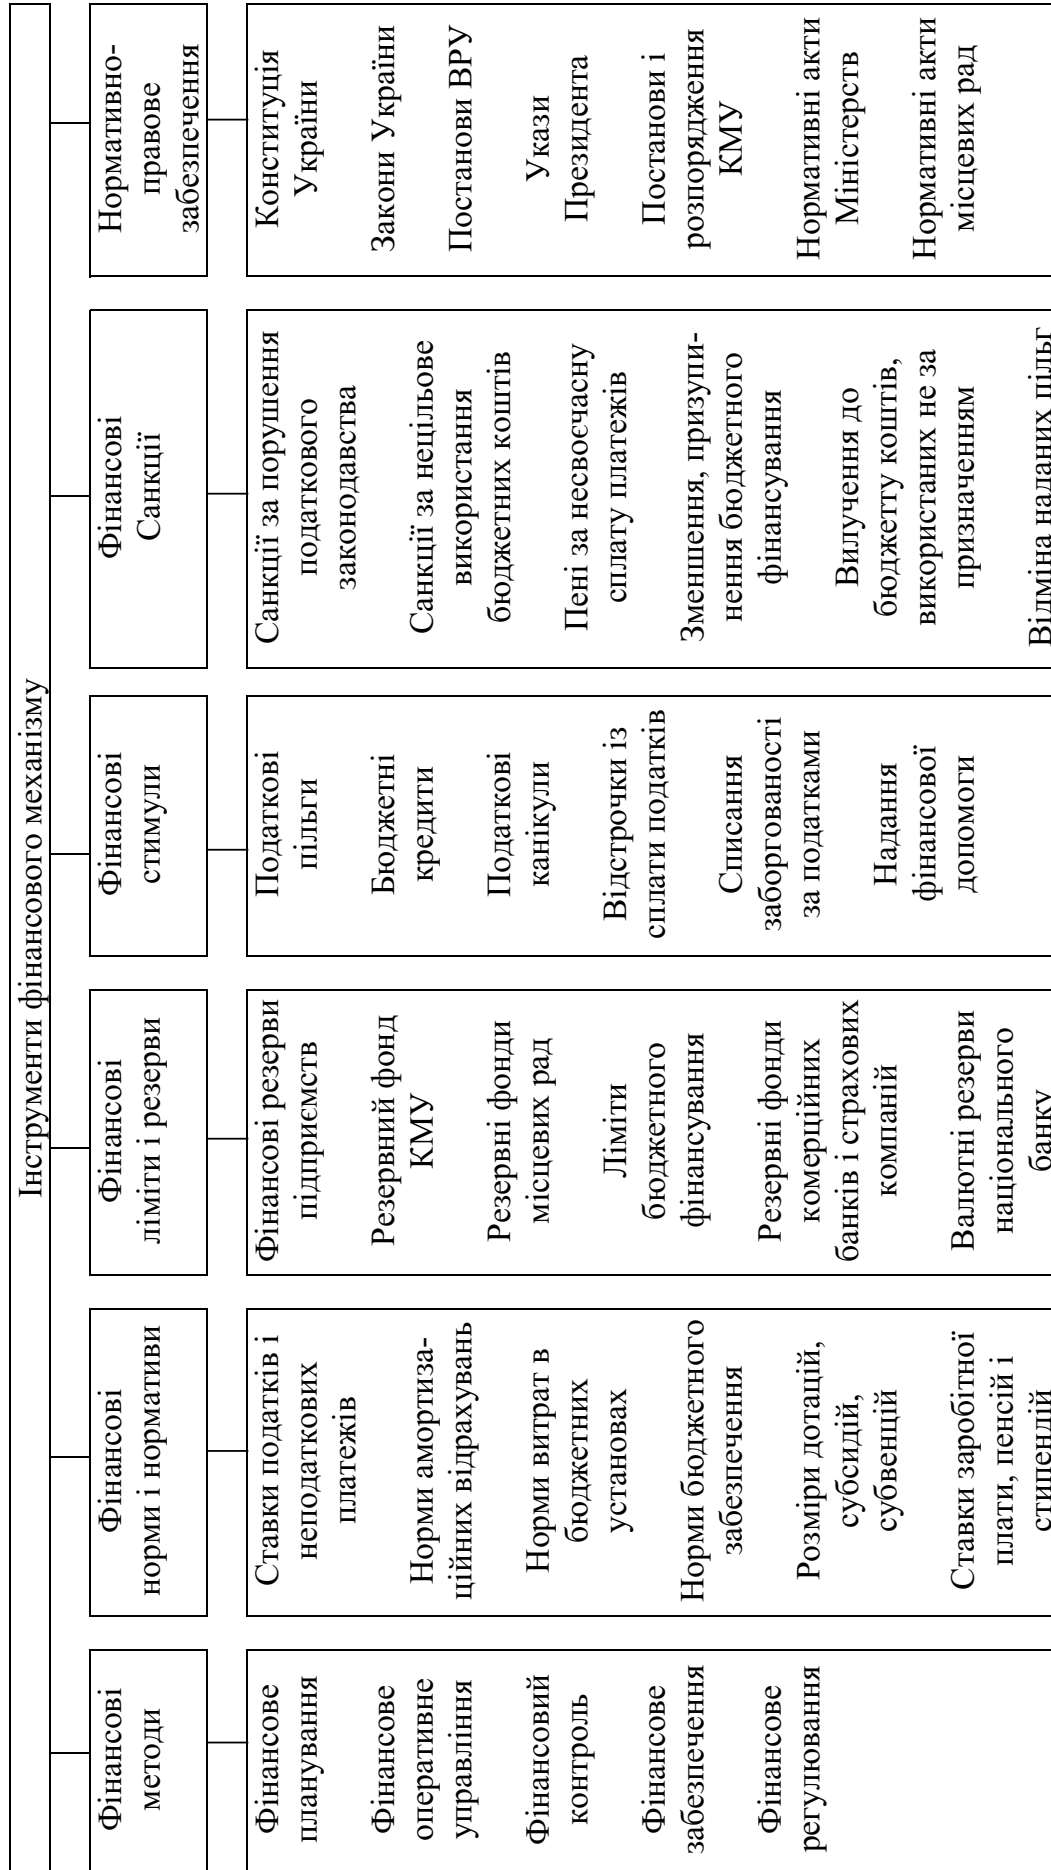 Інструменти фінансового механізму
Фінансові
методи
Фінансове
планування
Фінансове
оперативне
управління
Фінансовий
контроль
Фінансове
забезпечення
Фінансове
регулювання
Фінансові
норми і нормативи
Ставки податків і
неподаткових
платежів
Норми амортиза-
ційних відрахувань
Норми витрат в
бюджетних
установах
Норми бюджетного
забезпечення
Розміри дотацій,
субсидій,
субвенцій
Ставки заробітної
плати, пенсій і
стипендій
Фінансові
ліміти і резерви
Фінансові резерви
підприємств
Резервний фонд
КМУ
Резервні фонди
місцевих рад
Ліміти
бюджетного
фінансування
Резервні фонди
комерційних
банків і страхових
компаній
Валютні резерви
національного
банку
Фінансові
стимули
Податкові
пільги
Бюджетні
кредити
Податкові
канікули
Відстрочки із
сплати податків
Списання
заборгованості
за податками
Надання
фінансової
допомоги
Фінансові
Санкції
Санкції за порушення
податкового
законодавства
Санкції за нецільове
використання
бюджетних коштів
Пені за несвоєчасну
сплату платежів
Зменшення, призупи-
нення бюджетного
фінансування
Вилучення до
бюджетту коштів,
використаних не за
призначенням
Відміна наданих пільг
Нормативно-
правове
забезпечення
Конституція
України
Закони України
Постанови ВРУ
Укази
Президента
Постанови і
розпорядження
КМУ
Нормативні акти
Міністерств
Нормативні акти
місцевих рад